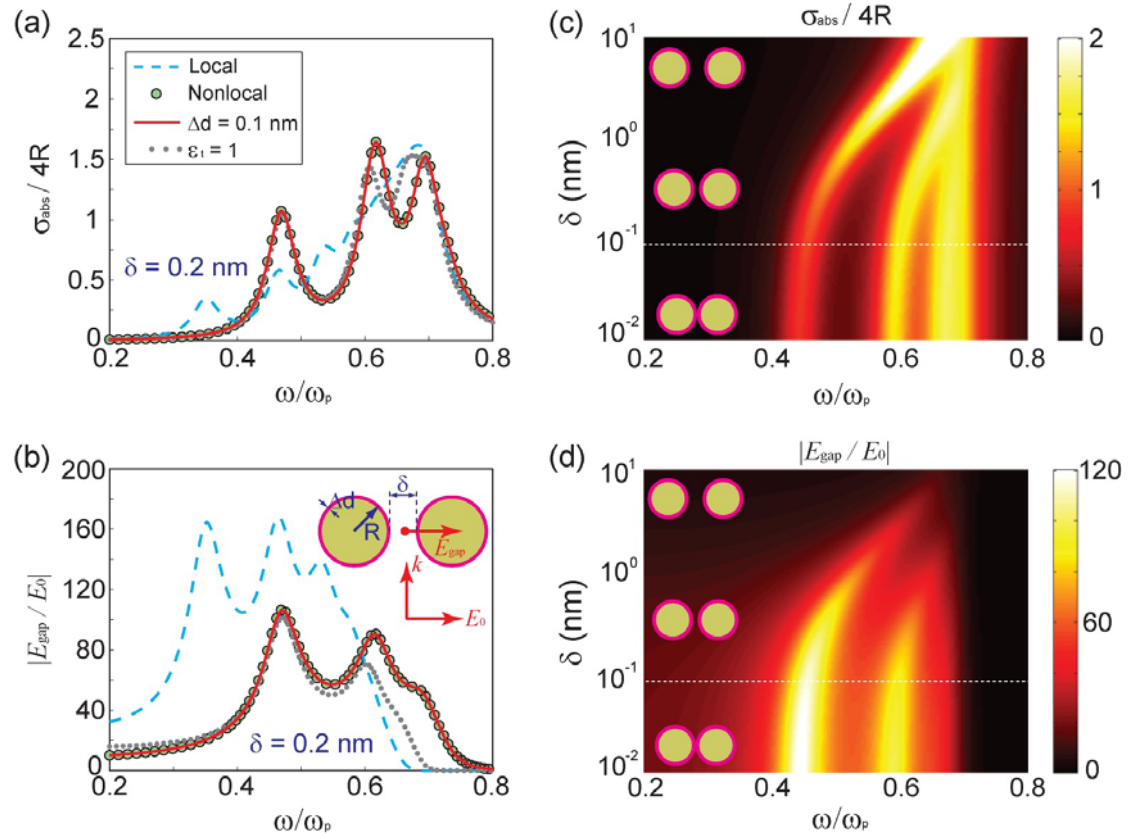 (a)
2.5
2
1.5
1
0.5
0
σabs / 4R
Local
Nonlocal
Δd = 0.1 nm
ε₁ = 1
δ = 0.2 nm
0.2 0.4 0.6 0.8
ω/ωp
(c)
σabs / 4R
10¹
10⁰
10⁻¹
10⁻²
δ (nm)
0.2 0.4 0.6 0.8
ω/ωp
2
1
0
(b)
200
160
120
80
40
0
|Egap / E0|
Δd
R
δ
Egap
k
E0
δ = 0.2 nm
0.2 0.4 0.6 0.8
ω/ωp
(d)
|Egap / E0|
10¹
10⁰
10⁻¹
10⁻²
δ (nm)
0.2 0.4 0.6 0.8
ω/ωp
120
60
0